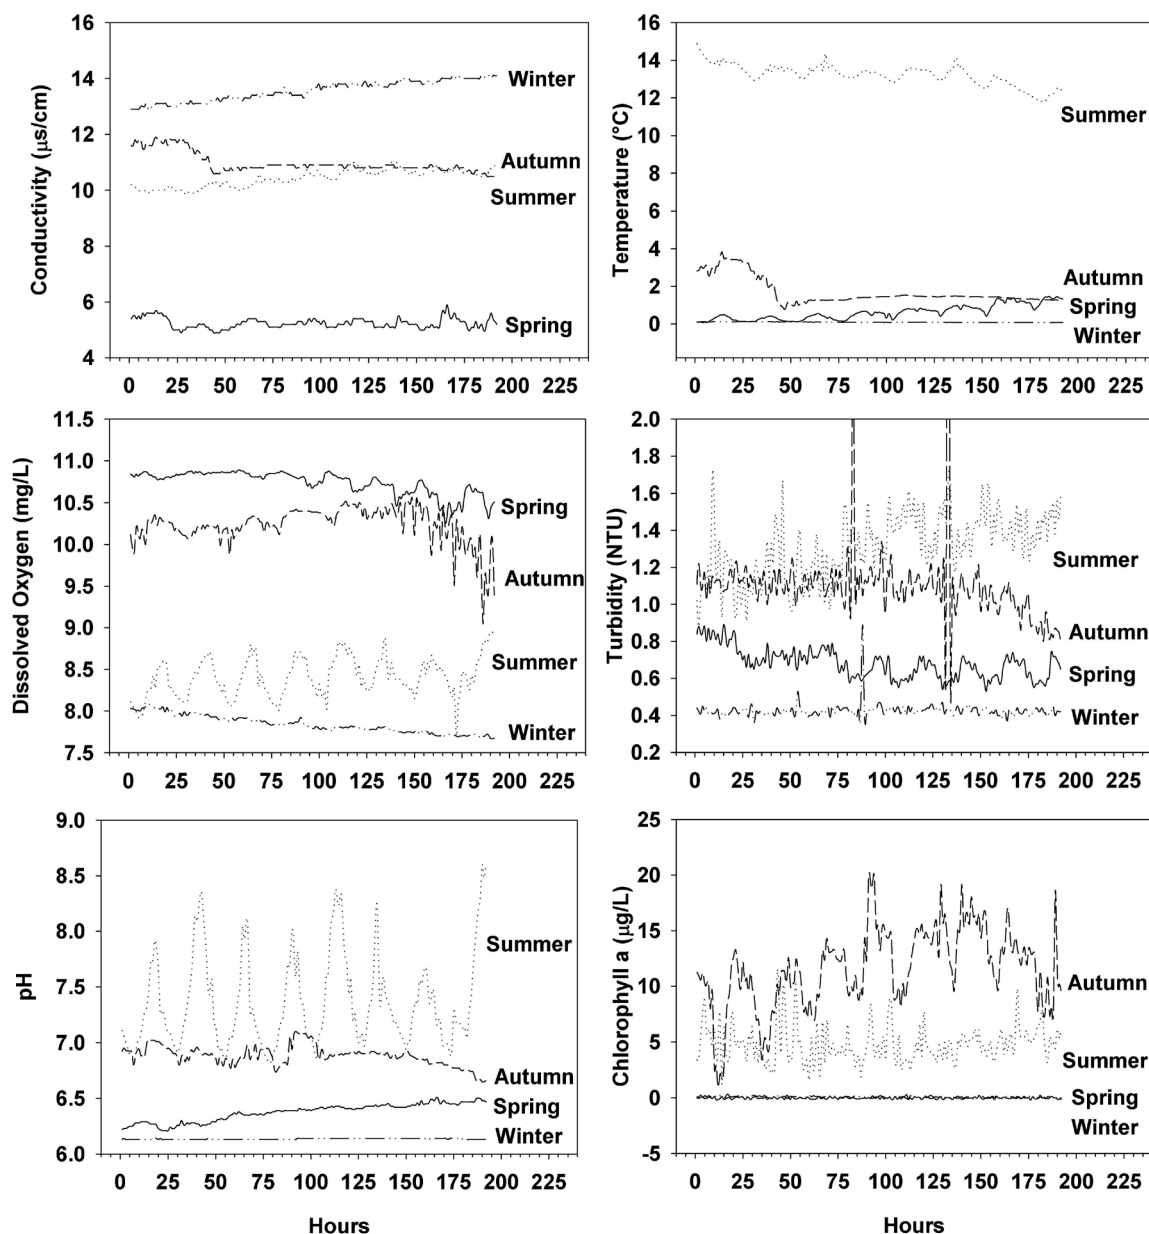 Conductivity (µs/cm)
16
14
12
10
8
6
4
Winter
Autumn
Summer
Spring
0 25 50 75 100 125 150 175 200 225
Temperature (°C)
16
14
12
10
8
6
4
2
0
Summer
Autumn
Spring
Winter
0 25 50 75 100 125 150 175 200 225
Dissolved Oxygen (mg/L)
11.5
11.0
10.5
10.0
9.5
9.0
8.5
8.0
7.5
Spring
Autumn
Summer
Winter
0 25 50 75 100 125 150 175 200 225
Turbidity (NTU)
2.0
1.8
1.6
1.4
1.2
1.0
0.8
0.6
0.4
0.2
Summer
Autumn
Spring
Winter
0 25 50 75 100 125 150 175 200 225
pH
9.0
8.5
8.0
7.5
7.0
6.5
6.0
Summer
Autumn
Spring
Winter
0 25 50 75 100 125 150 175 200 225
Hours
Chlorophyll a (µg/L)
25
20
15
10
5
0
-5
Autumn
Summer
Spring
Winter
0 25 50 75 100 125 150 175 200 225
Hours